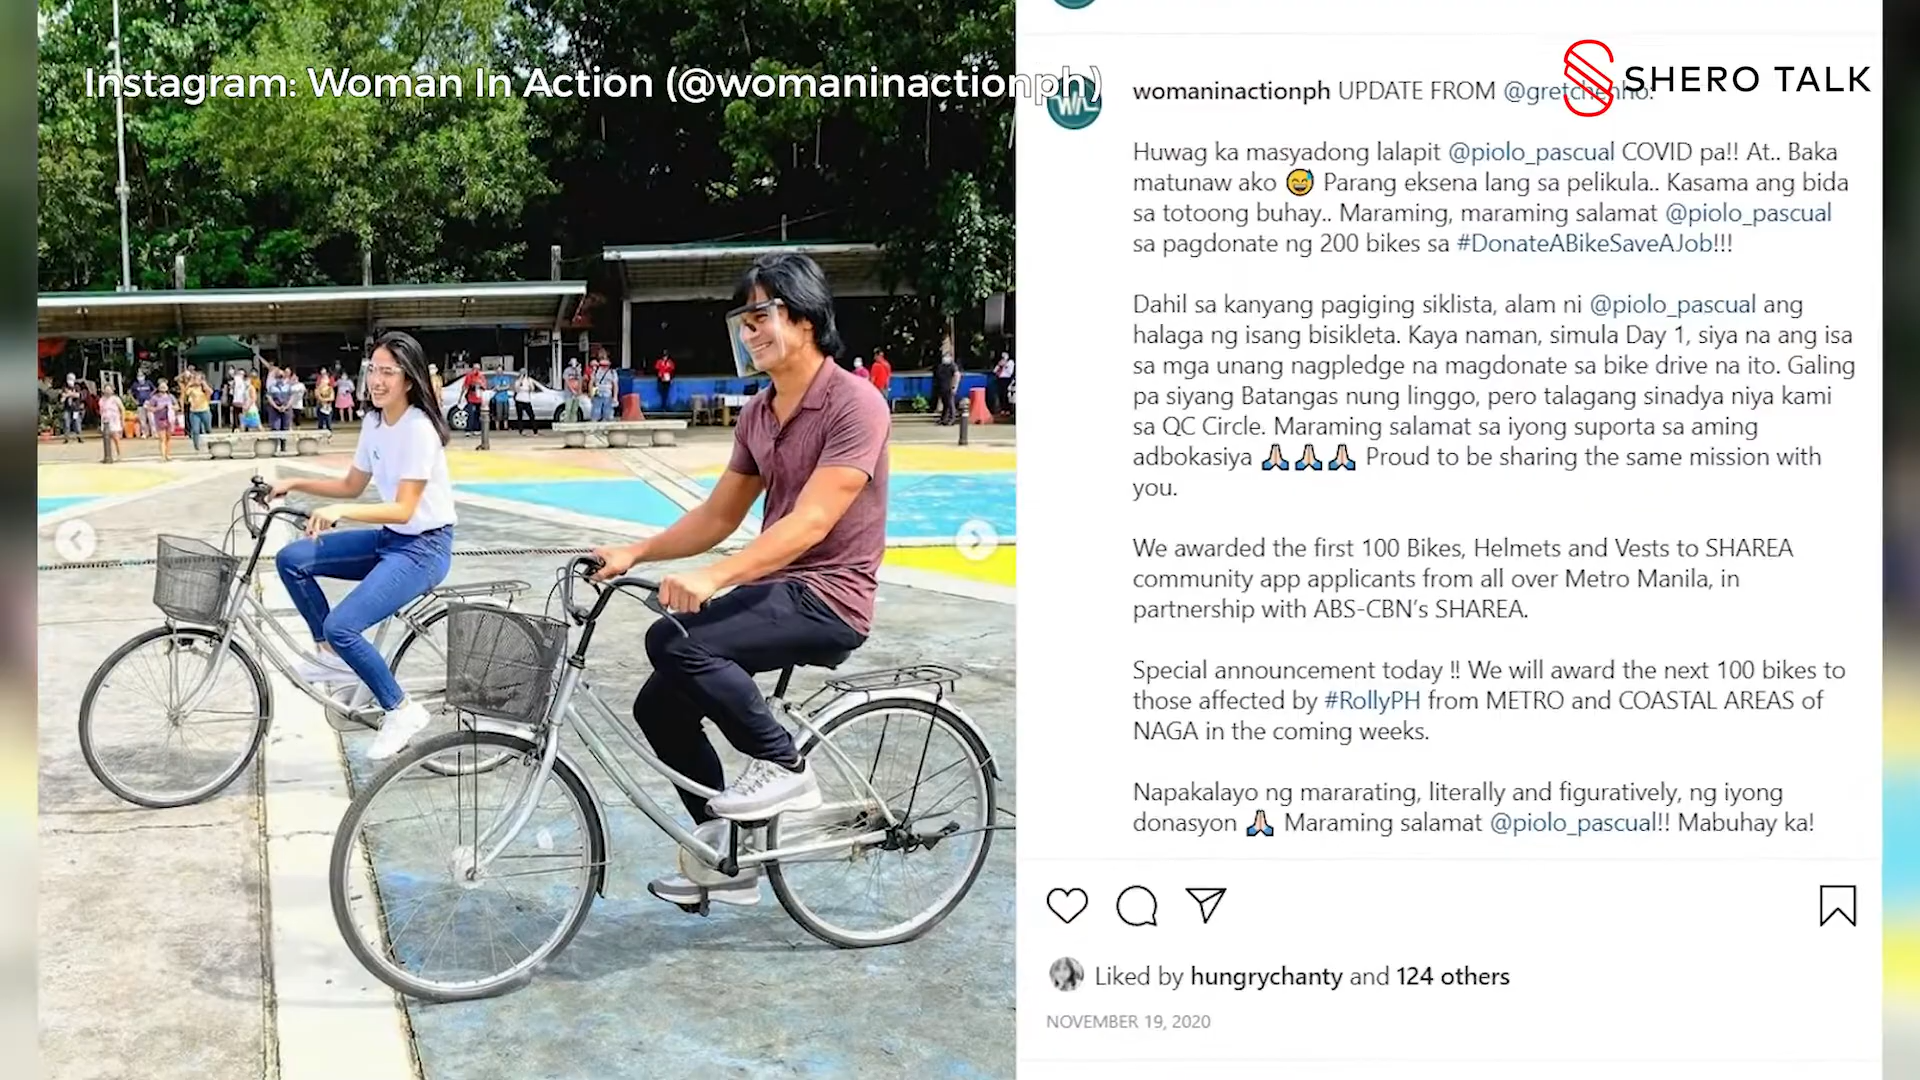 Instagram: Woman In Action (@womaninactionph)
SHERO TALK
womaninactionph UPDATE FROM @gretchenho:
Huwag ka masyadong lalapit @piolo_pascual COVID pa!! At.. Baka
matunaw ako 😅 Parang eksena lang sa pelikula.. Kasama ang bida
sa totoong buhay.. Maraming, maraming salamat @piolo_pascual
sa pagdonate ng 200 bikes sa #DonateABikeSaveAJob!!!
Dahil sa kanyang pagiging siklista, alam ni @piolo_pascual ang
halaga ng isang bisikleta. Kaya naman, simula Day 1, siya na ang isa
sa mga unang nagpledge na magdonate sa bike drive na ito. Galing
pa siyang Batangas nung linggo, pero talagang sinadya niya kami
sa QC Circle. Maraming salamat sa iyong suporta sa aming
adbokasiya 🙏🏻🙏🏻🙏🏻 Proud to be sharing the same mission with
you.
We awarded the first 100 Bikes, Helmets and Vests to SHAREA
community app applicants from all over Metro Manila, in
partnership with ABS-CBN's SHAREA.
Special announcement today !! We will award the next 100 bikes to
those affected by #RollyPH from METRO and COASTAL AREAS of
NAGA in the coming weeks.
Napakalayo ng mararating, literally and figuratively, ng iyong
donasyon 🙏🏻 Maraming salamat @piolo_pascual!! Mabuhay ka!
Liked by hungrychanty and 124 others
NOVEMBER 19, 2020